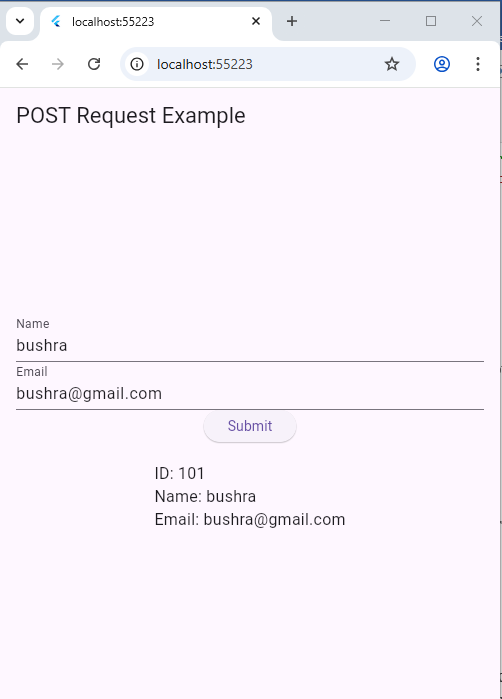 localhost:55223
localhost:55223
POST Request Example
Name
bushra
Email
bushra@gmail.com
Submit
ID: 101
Name: bushra
Email: bushra@gmail.com